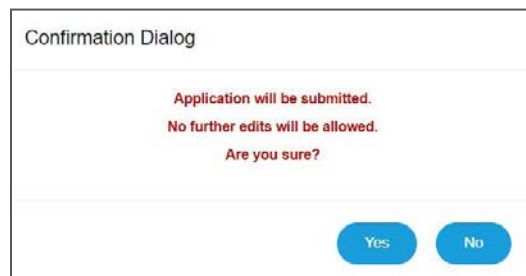 Confirmation Dialog
Application will be submitted.
No further edits will be allowed.
Are you sure?
Yes No